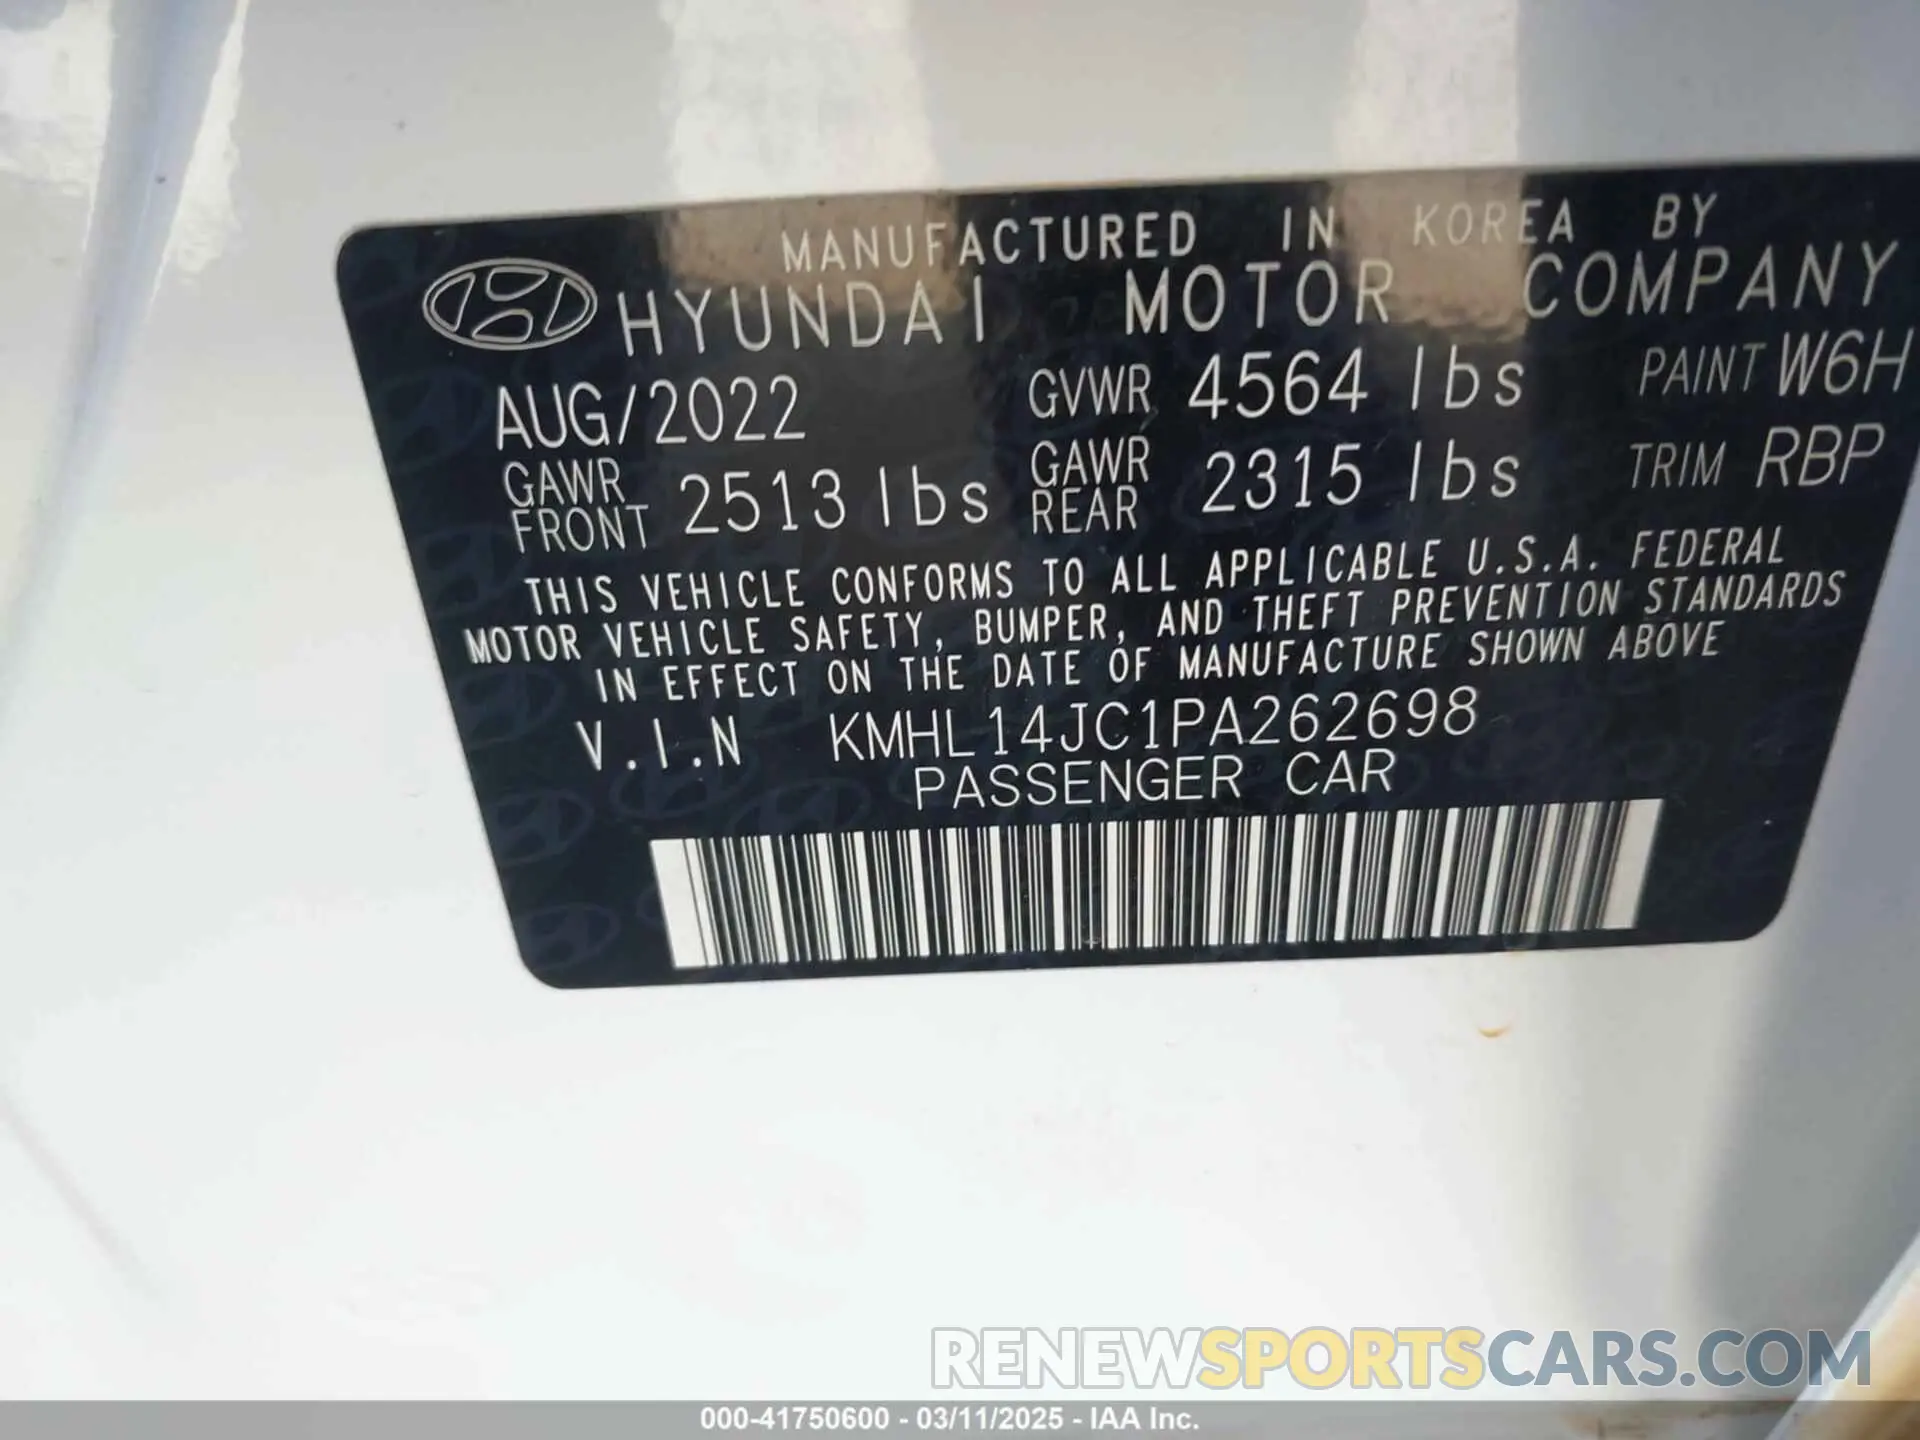 MANUFACTURED IN KOREA BY
HYUNDAI MOTOR COMPANY
AUG/2022 GVWR 4564 lbs PAINT W6H
GAWR FRONT 2513 lbs GAWR REAR 2315 lbs TRIM RBP
THIS VEHICLE CONFORMS TO ALL APPLICABLE U.S.A. FEDERAL
MOTOR VEHICLE SAFETY, BUMPER, AND THEFT PREVENTION STANDARDS
IN EFFECT ON THE DATE OF MANUFACTURE SHOWN ABOVE
V.I.N KMHL14JC1PA262698
PASSENGER CAR
RENEWSPORTSCARS.COM
000-41750600 - 03/11/2025 - IAA Inc.